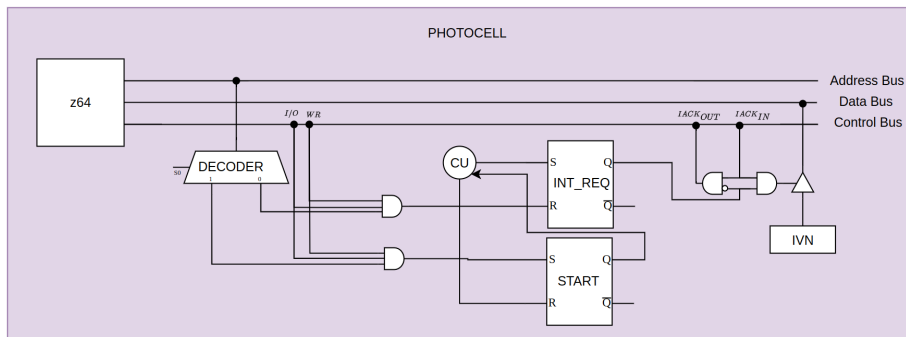 PHOTOCELL
z64
Address Bus
Data Bus
Control Bus
I/O WR
IACK_OUT IACK_IN
DECODER
S0
1 0
CU
S Q
INT_REQ
R Q̅
S Q
START
R Q̅
IVN